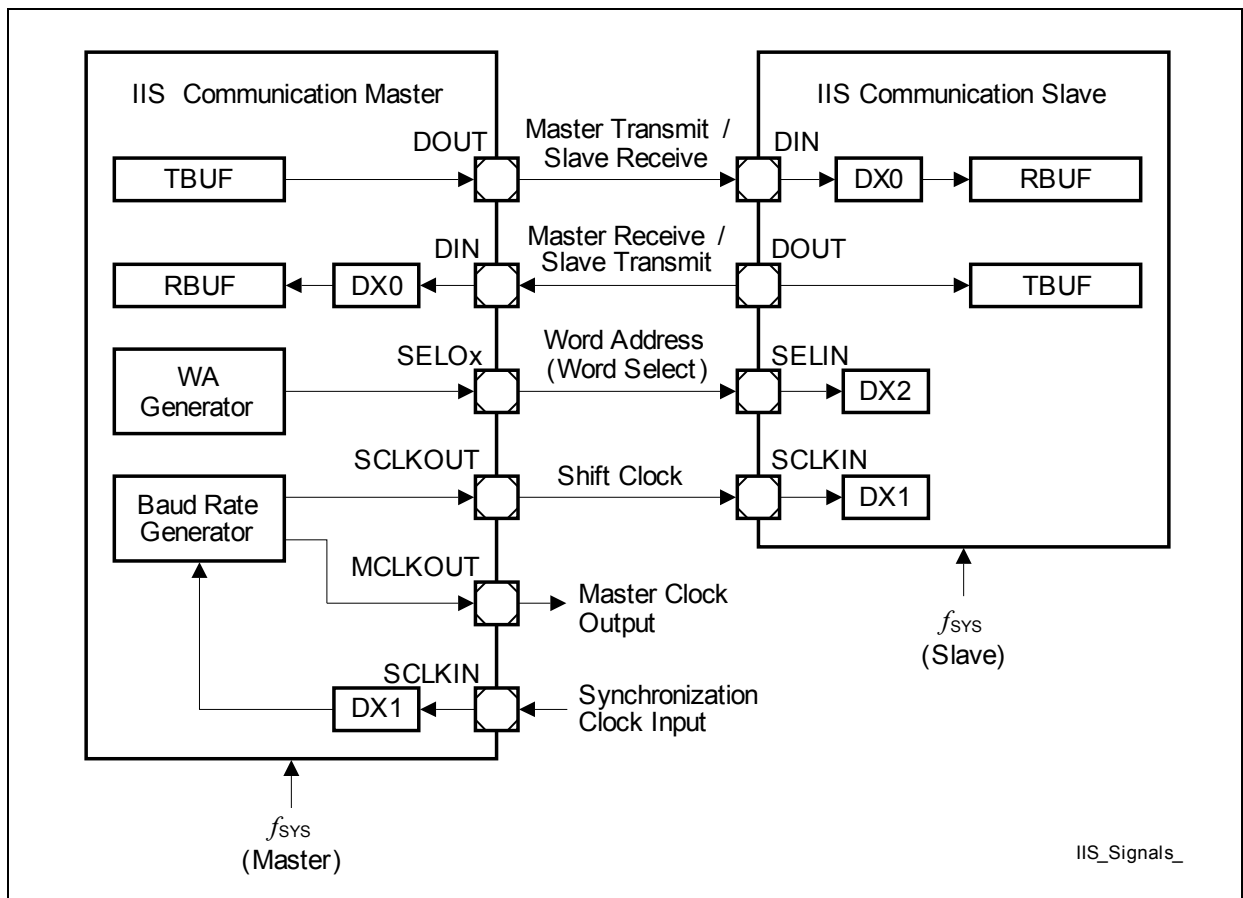 IIS Communication Master
IIS Communication Slave
DOUT
Master Transmit /
Slave Receive
DIN
TBUF
DX0
RBUF
DIN
Master Receive /
Slave Transmit
DOUT
RBUF
DX0
TBUF
SELOx
Word Address
(Word Select)
SELIN
WA
Generator
DX2
SCLKOUT
Shift Clock
SCLKIN
Baud Rate
Generator
DX1
MCLKOUT
Master Clock
Output
SCLKIN
DX1
Synchronization
Clock Input
fSYS
(Slave)
fSYS
(Master)
IIS_Signals_